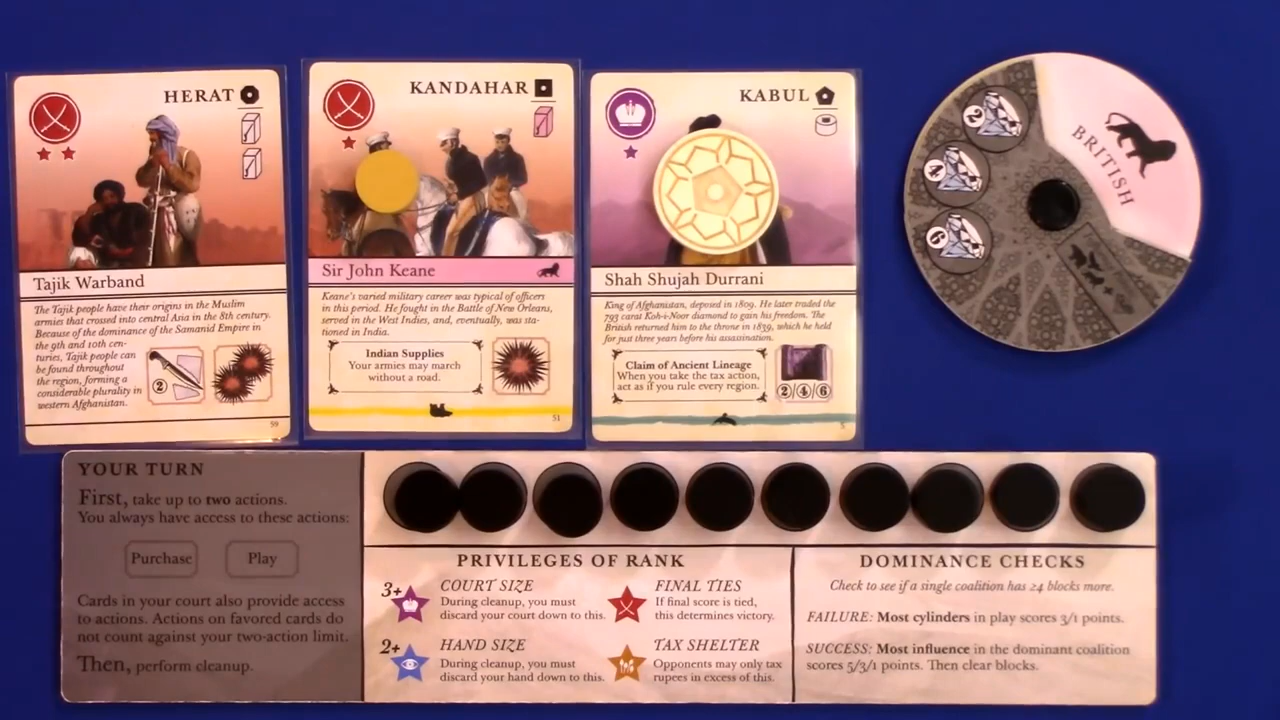 HERAT
Tajik Warband
The Tajik people have their origins in the Muslim
armies that crossed into central Asia in the 8th century.
Because of the dominance of the Samanid Empire in
the 9th and 10th cen-
turies, Tajik people can
be found throughout
the region, forming a
considerable plurality in
western Afghanistan.
2
59
KANDAHAR
Sir John Keane
Keane's varied military career was typical of officers
in this period. He fought in the Battle of New Orleans,
served in the West Indies, and, eventually, was sta-
tioned in India.
Indian Supplies
Your armies may march
without a road.
51
KABUL
Shah Shujah Durrani
King of Afghanistan, deposed in 1809. He later traded the
793 carat Koh-i-Noor diamond to gain his freedom. The
British returned him to the throne in 1839, which he held
for just three years before his assassination.
Claim of Ancient Lineage
When you take the tax action,
act as if you rule every region.
2/4/6
5
2
4
6
BRITISH
+
YOUR TURN
First, take up to two actions.
You always have access to these actions:
Purchase Play
Cards in your court also provide access
to actions. Actions on favored cards do
not count against your two-action limit.
Then, perform cleanup.
PRIVILEGES OF RANK
3+ COURT SIZE
During cleanup, you must
discard your court down to this.
2+ HAND SIZE
During cleanup, you must
discard your hand down to this.
FINAL TIES
If final score is tied,
this determines victory.
TAX SHELTER
Opponents may only tax
rupees in excess of this.
DOMINANCE CHECKS
Check to see if a single coalition has ≥4 blocks more.
FAILURE: Most cylinders in play scores 3/1 points.
SUCCESS: Most influence in the dominant coalition
scores 5/3/1 points. Then clear blocks.